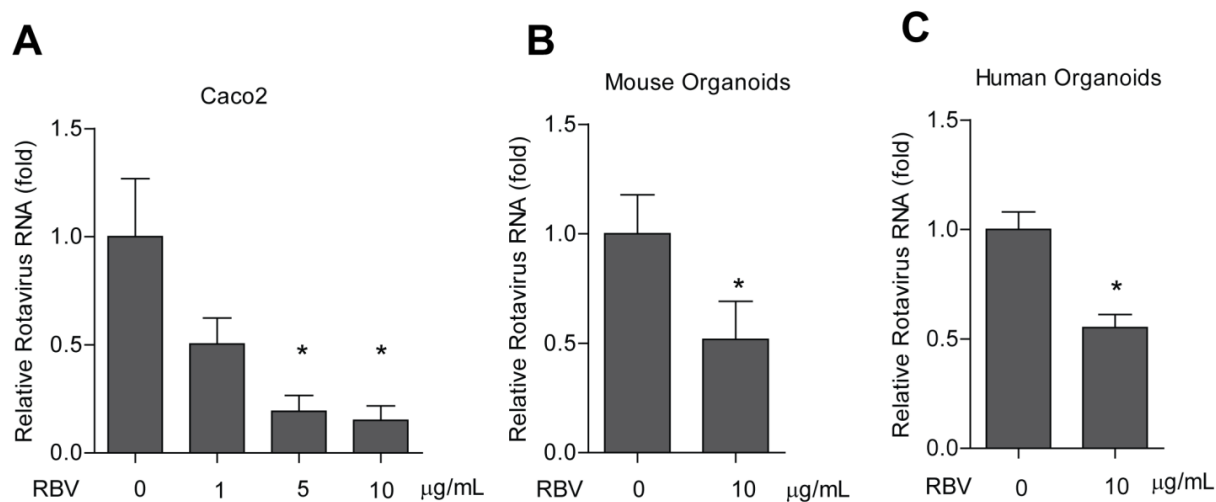 A
Caco2
Relative Rotavirus RNA (fold)
1.5
1.0
0.5
0.0
* *
RBV 0 1 5 10 μg/mL
B
Mouse Organoids
Relative Rotavirus RNA (fold)
1.5
1.0
0.5
0.0
*
RBV 0 10 μg/mL
C
Human Organoids
Relative Rotavirus RNA (fold)
1.5
1.0
0.5
0.0
*
RBV 0 10 μg/mL